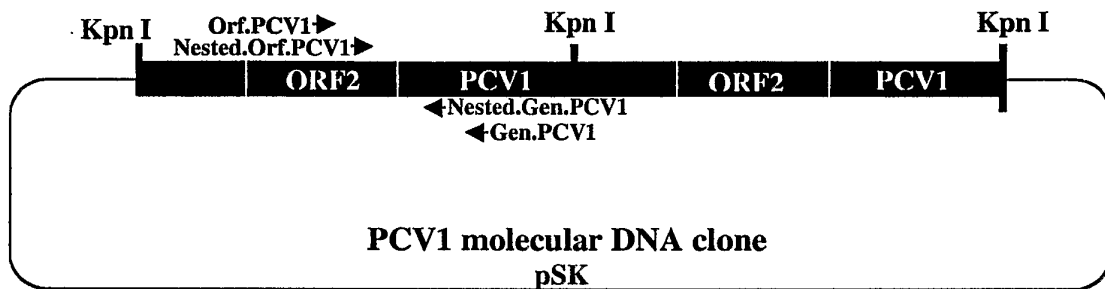 Orf.PCV1
Kpn I
Nested.Orf.PCV1
Kpn I
Kpn I
ORF2 PCV1 ORF2 PCV1
Nested.Gen.PCV1
Gen.PCV1
PCV1 molecular DNA clone
pSK